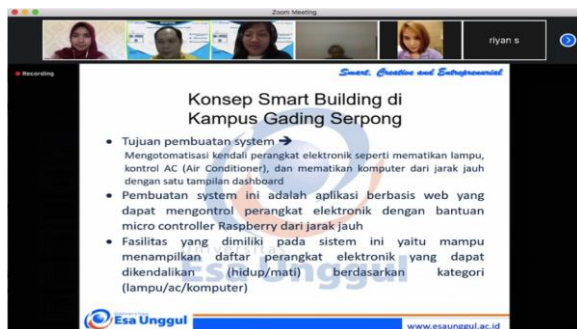 Zoom Meeting
riyan s
Recording
Smart, Creative and Entrepreneurial
Konsep Smart Building di
Kampus Gading Serpong
• Tujuan pembuatan system ➔
Mengotomatisasi kendali perangkat elektronik seperti mematikan lampu,
kontrol AC (Air Conditioner), dan mematikan komputer dari jarak jauh
dengan satu tampilan dashboard
• Pembuatan system ini adalah aplikasi berbasis web yang
dapat mengontrol perangkat elektronik dengan bantuan
micro controller Raspberry dari jarak jauh
• Fasilitas yang dimiliki pada sistem ini yaitu mampu
menampilkan daftar perangkat elektronik yang dapat
dikendalikan (hidup/mati) berdasarkan kategori
(lampu/ac/komputer)
Universitas
Esa Unggul
Esa Unggul
www.esaunggul.ac.id